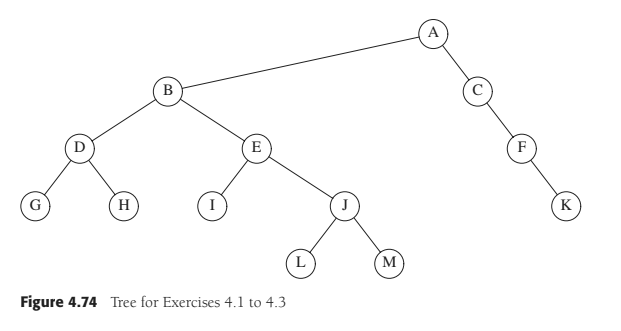 A
B C
D E F
G H I J K
L M
Figure 4.74 Tree for Exercises 4.1 to 4.3